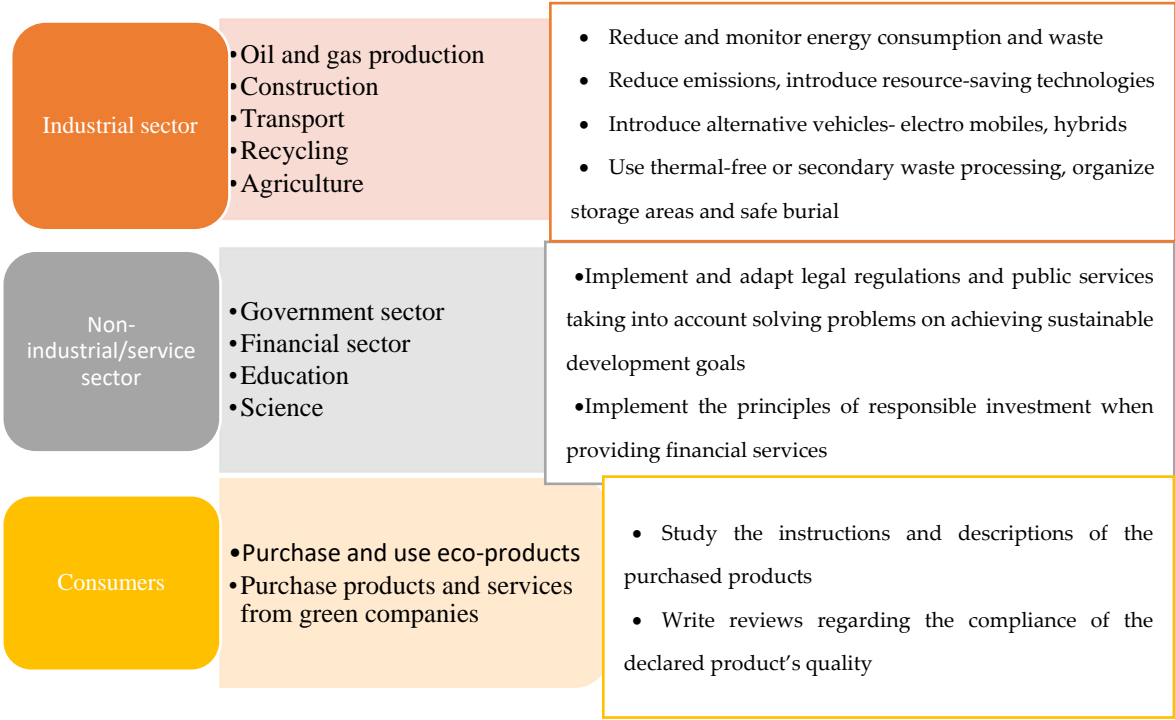 Industrial sector
•Oil and gas production
•Construction
•Transport
•Recycling
•Agriculture
• Reduce and monitor energy consumption and waste
• Reduce emissions, introduce resource-saving technologies
• Introduce alternative vehicles- electro mobiles, hybrids
• Use thermal-free or secondary waste processing, organize
storage areas and safe burial
Non-
industrial/service
sector
•Government sector
•Financial sector
•Education
•Science
•Implement and adapt legal regulations and public services
taking into account solving problems on achieving sustainable
development goals
•Implement the principles of responsible investment when
providing financial services
Consumers
•Purchase and use eco-products
•Purchase products and services
from green companies
• Study the instructions and descriptions of the
purchased products
• Write reviews regarding the compliance of the
declared product’s quality